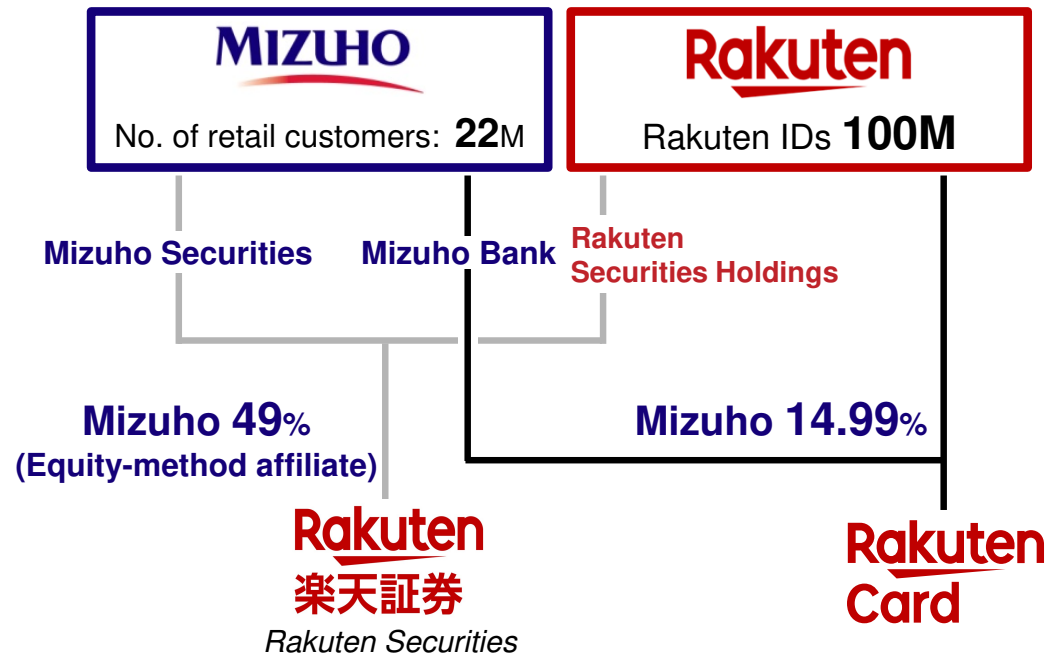 MIZUHO
No. of retail customers: 22M
Rakuten
Rakuten IDs 100M
Mizuho Securities
Mizuho Bank
Rakuten
Securities Holdings
Mizuho 49%
(Equity-method affiliate)
Mizuho 14.99%
Rakuten
楽天証券
Rakuten Securities
Rakuten
Card